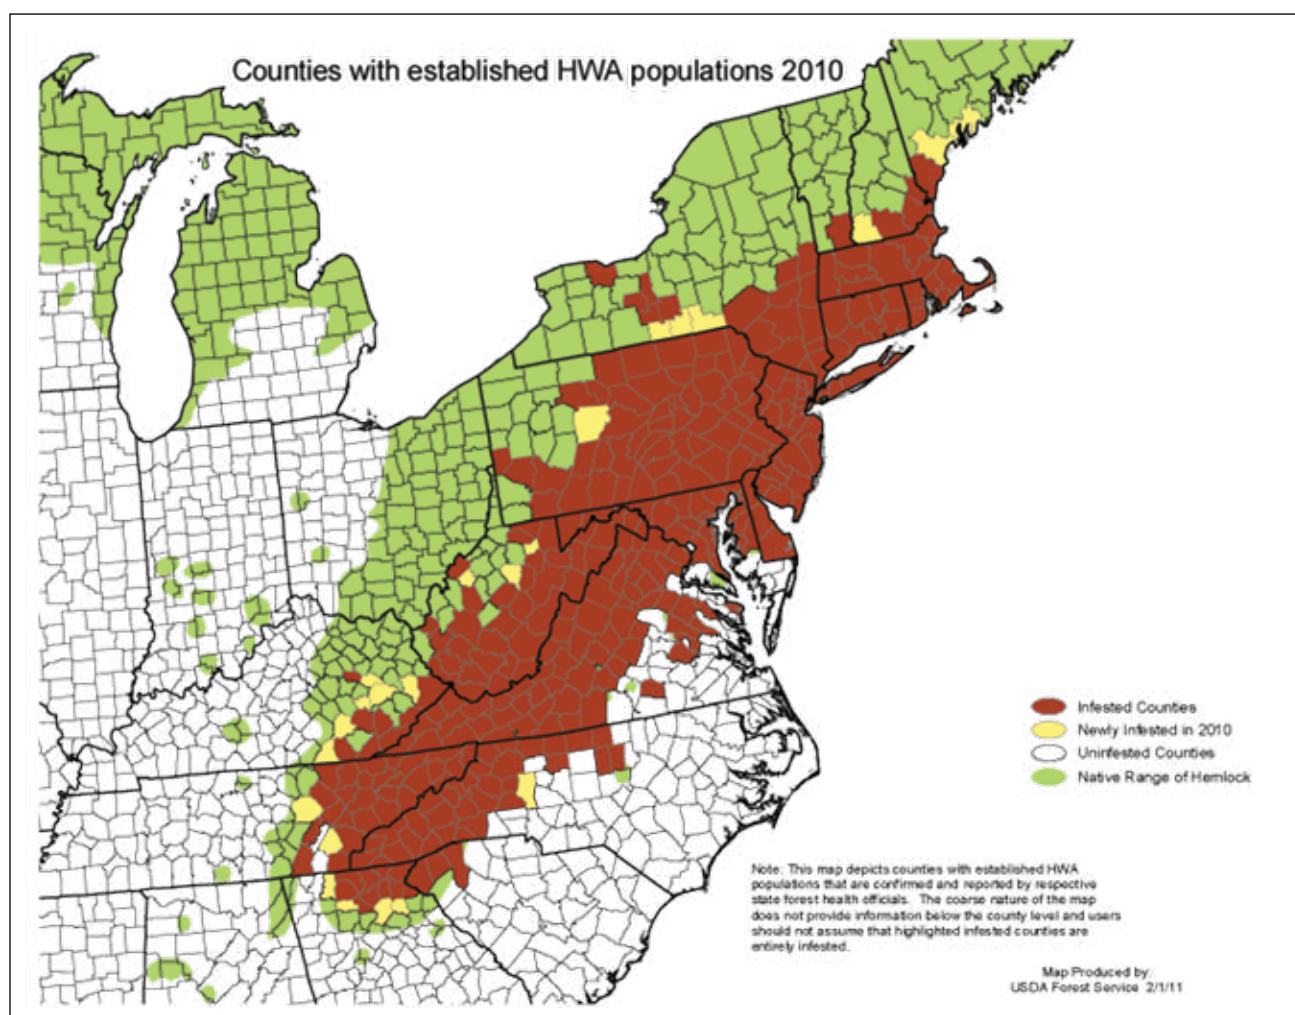 Counties with established HWA populations 2010
Infested Counties
Newly Infested in 2010
Uninfested Counties
Native Range of Hemlock
Note: This map depicts counties with established HWA
populations that are confirmed and reported by respective
state forest health officials. The coarse nature of the map
does not provide information below the county level and users
should not assume that highlighted infested counties are
entirely infested.
Map Produced by:
USDA Forest Service 2/1/11